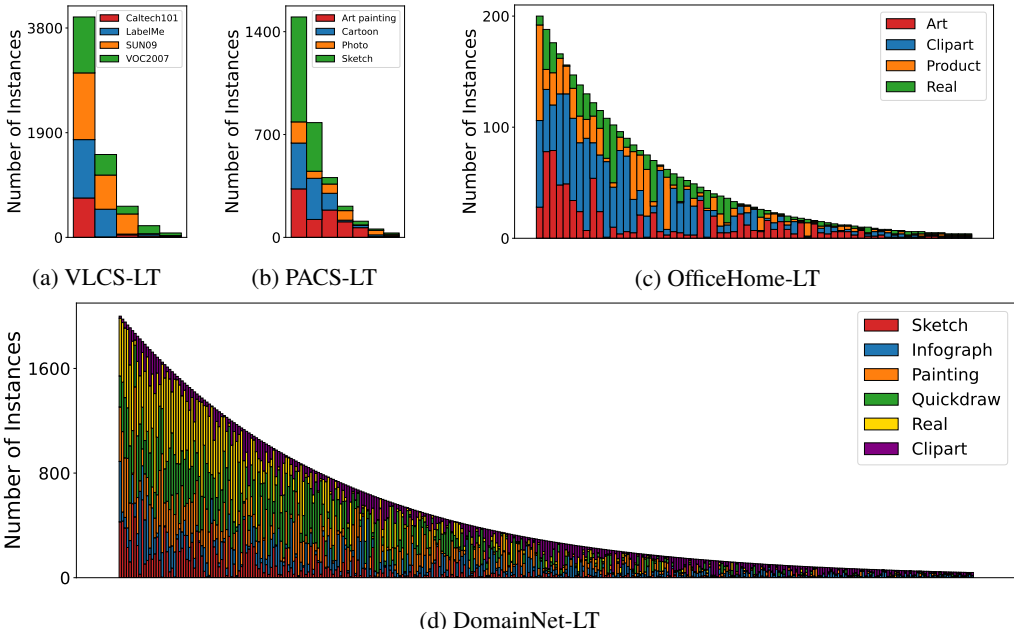 Number of Instances
3800
1900
0
Caltech101
LabelMe
SUN09
VOC2007
(a) VLCS-LT
Number of Instances
1400
700
0
Art painting
Cartoon
Photo
Sketch
(b) PACS-LT
Number of Instances
200
100
0
Art
Clipart
Product
Real
(c) OfficeHome-LT
Number of Instances
1600
800
0
Sketch
Infograph
Painting
Quickdraw
Real
Clipart
(d) DomainNet-LT